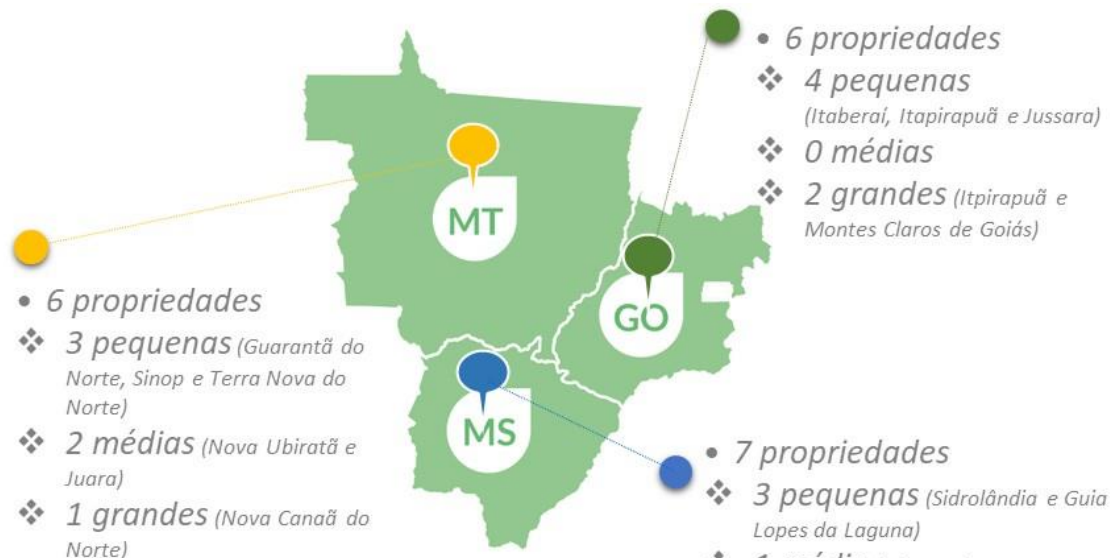 • 6 propriedades
❖ 4 pequenas
(Itaberaí, Itapirapuã e Jussara)
❖ 0 médias
❖ 2 grandes (Itpirapuã e
Montes Claros de Goiás)
MT
GO
MS
• 6 propriedades
❖ 3 pequenas (Guarantã do
Norte, Sinop e Terra Nova do
Norte)
❖ 2 médias (Nova Ubiratã e
Juara)
❖ 1 grandes (Nova Canaã do
Norte)
• 7 propriedades
❖ 3 pequenas (Sidrolândia e Guia
Lopes da Laguna)